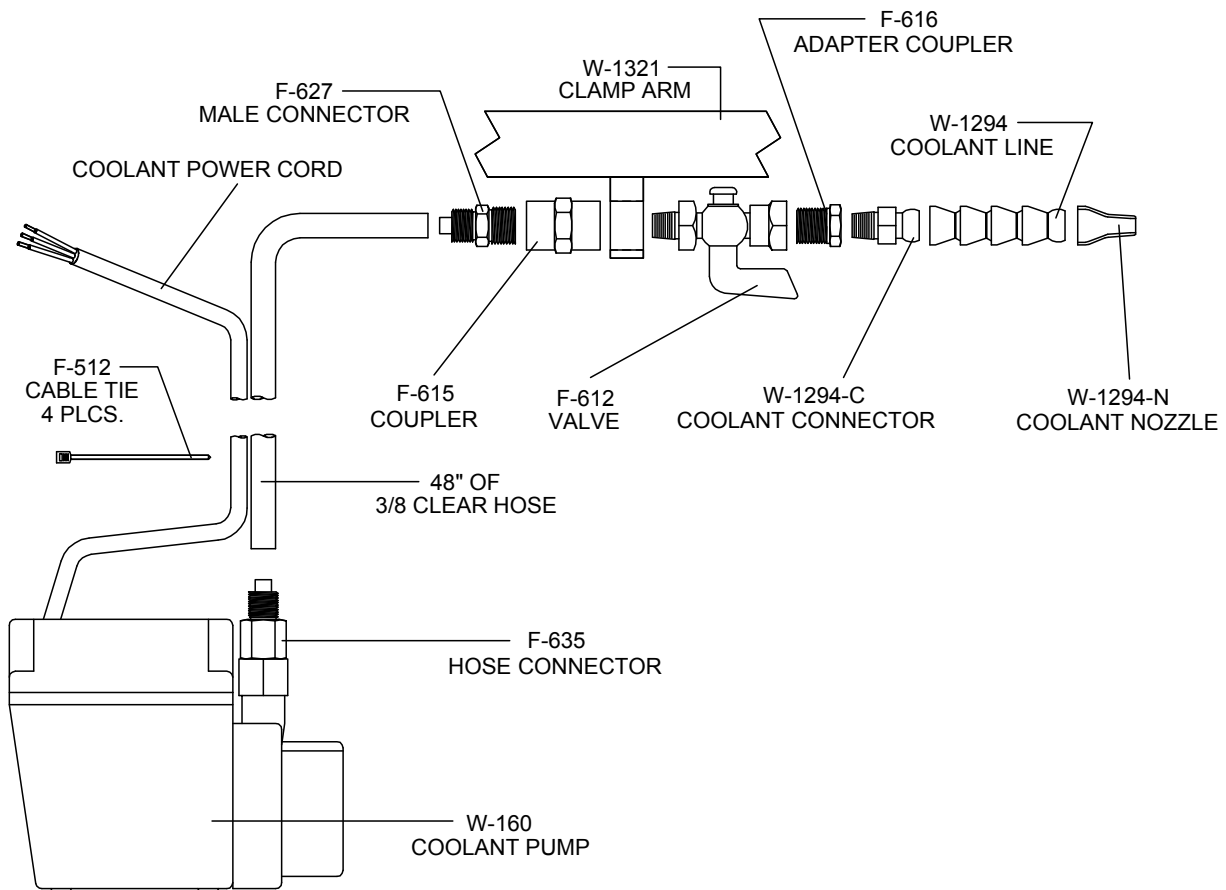 F-616
ADAPTER COUPLER
W-1321
CLAMP ARM
F-627
MALE CONNECTOR
W-1294
COOLANT LINE
COOLANT POWER CORD
F-512
CABLE TIE
4 PLCS.
F-615
COUPLER
F-612
VALVE
W-1294-C
COOLANT CONNECTOR
W-1294-N
COOLANT NOZZLE
48" OF
3/8 CLEAR HOSE
F-635
HOSE CONNECTOR
W-160
COOLANT PUMP